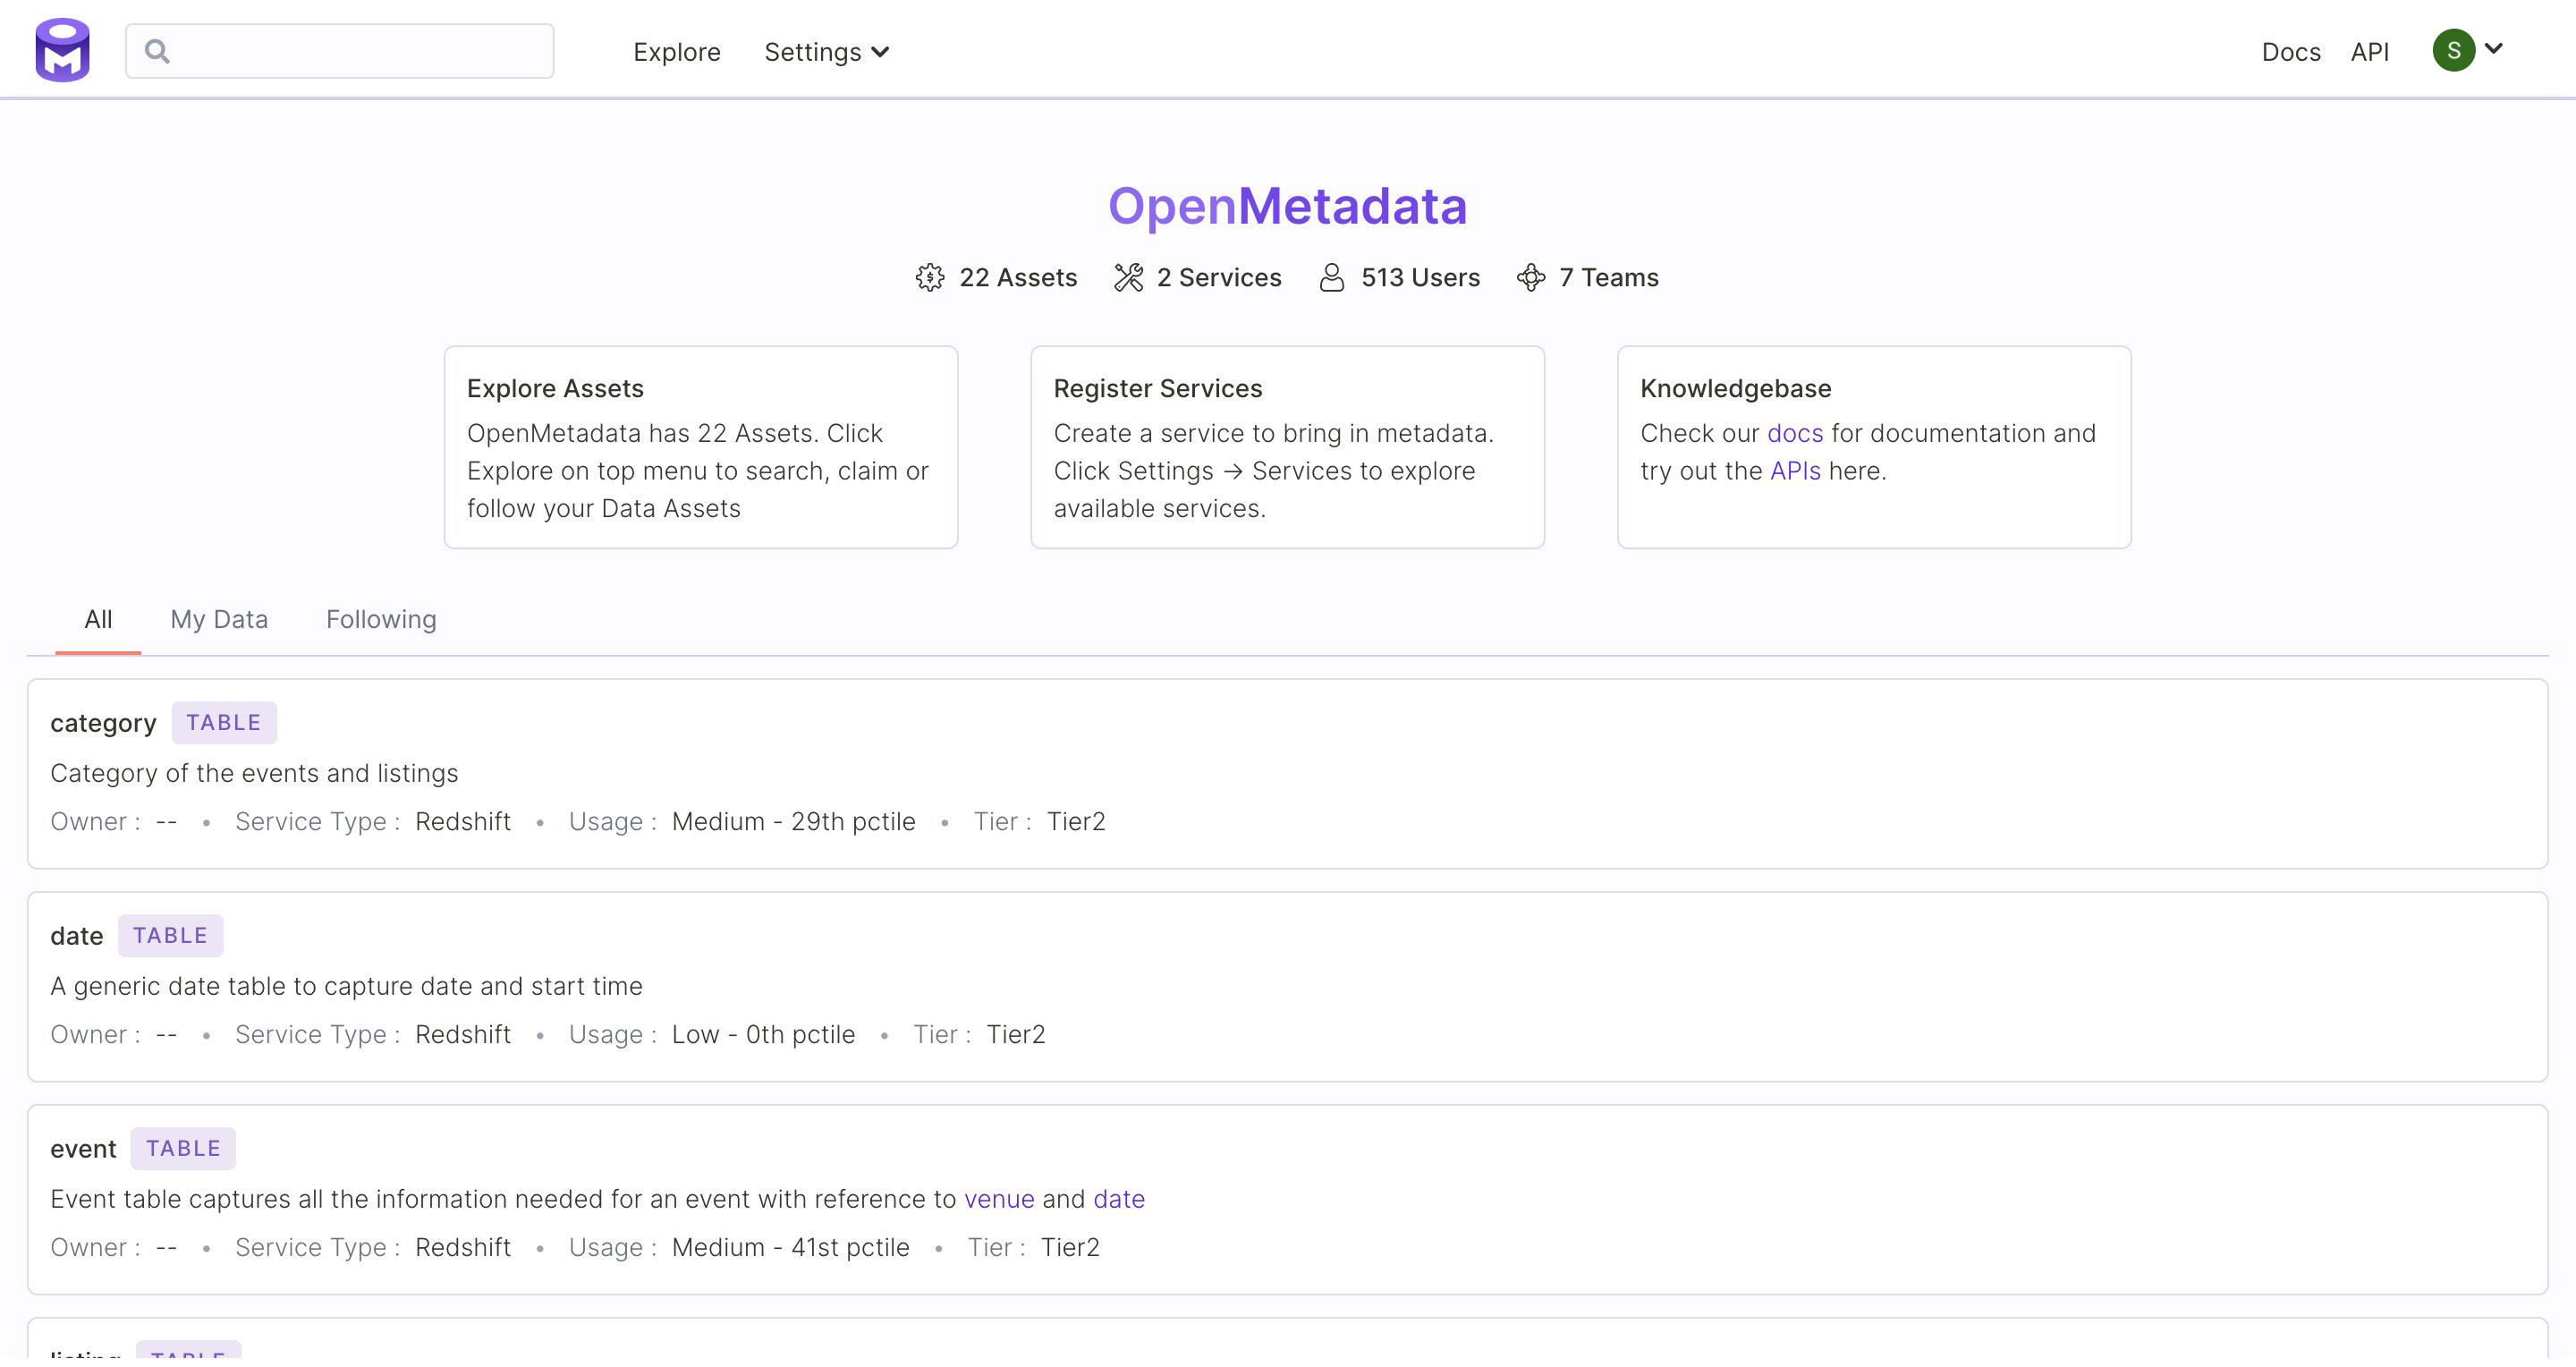 Explore Settings Docs API S
OpenMetadata
22 Assets 2 Services 513 Users 7 Teams
Explore Assets
OpenMetadata has 22 Assets. Click
Explore on top menu to search, claim or
follow your Data Assets
Register Services
Create a service to bring in metadata.
Click Settings → Services to explore
available services.
Knowledgebase
Check our docs for documentation and
try out the APIs here.
All My Data Following
category TABLE
Category of the events and listings
Owner : -- • Service Type : Redshift • Usage : Medium - 29th pctile • Tier : Tier2
date TABLE
A generic date table to capture date and start time
Owner : -- • Service Type : Redshift • Usage : Low - 0th pctile • Tier : Tier2
event TABLE
Event table captures all the information needed for an event with reference to venue and date
Owner : -- • Service Type : Redshift • Usage : Medium - 41st pctile • Tier : Tier2
listing TABLE